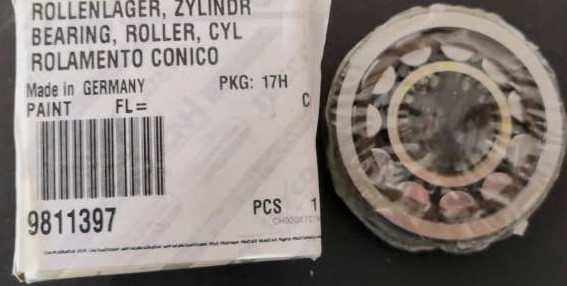 ROLLENLAGER, ZYLINDR
BEARING, ROLLER, CYL
ROLAMENTO CONICO
Made in GERMANY PKG: 17H
PAINT FL= C
9811397 PCS 1